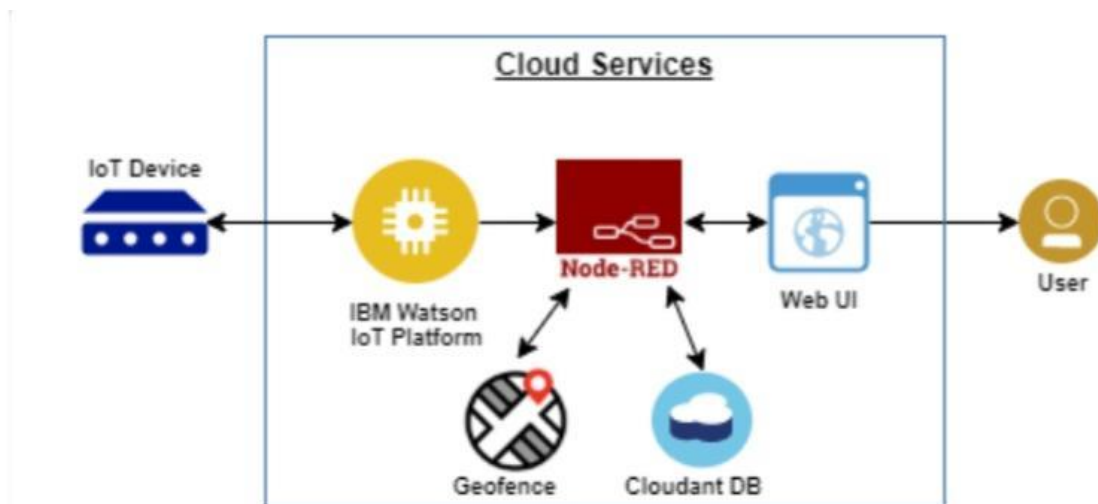 Cloud Services
IoT Device
Node-RED
IBM Watson
IoT Platform
Web UI
User
Geofence
Cloudant DB